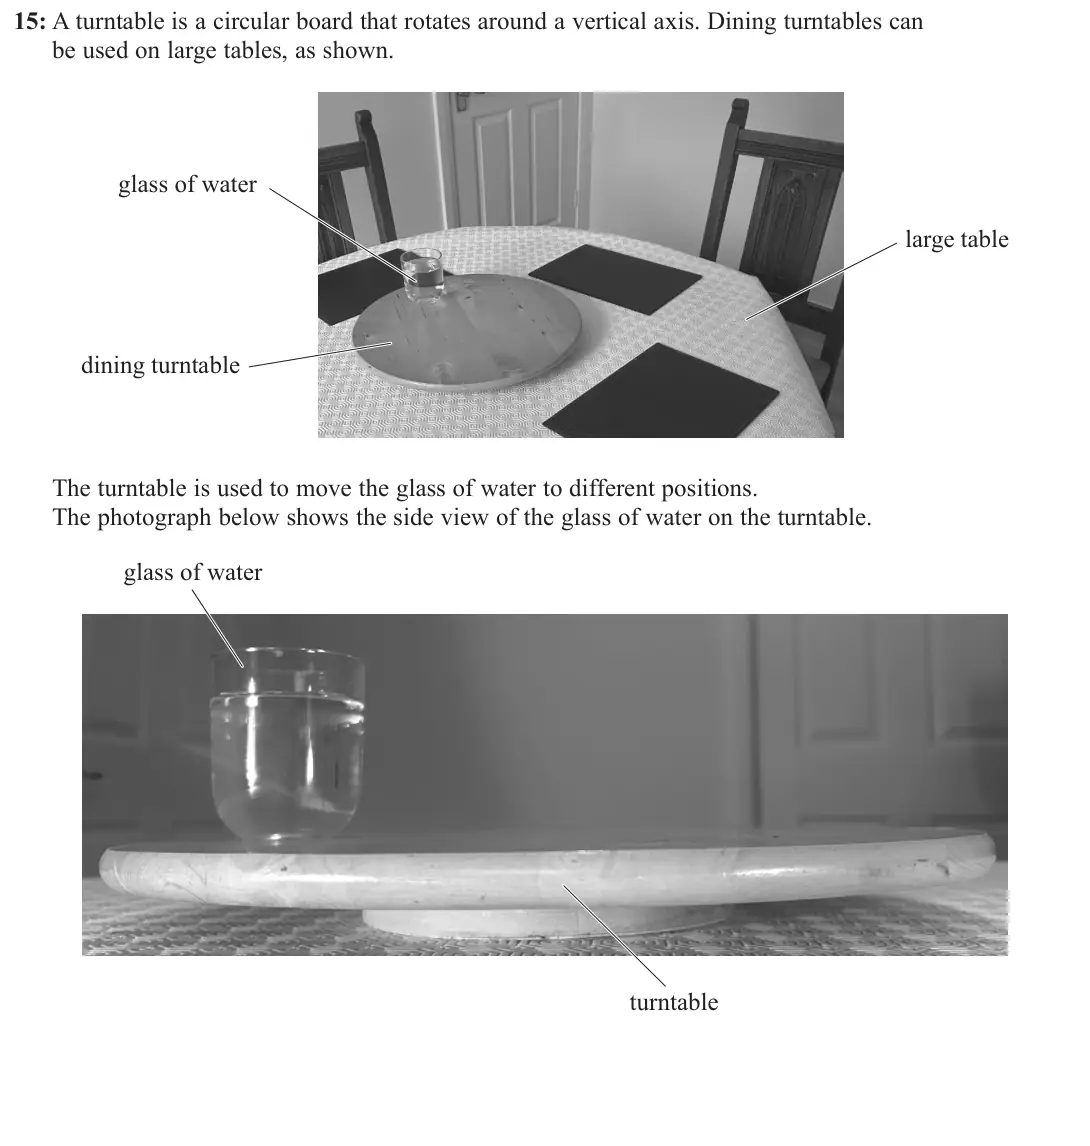 15: A turntable is a circular board that rotates around a vertical axis. Dining turntables can
be used on large tables, as shown.
glass of water
large table
dining turntable
The turntable is used to move the glass of water to different positions.
The photograph below shows the side view of the glass of water on the turntable.
glass of water
turntable